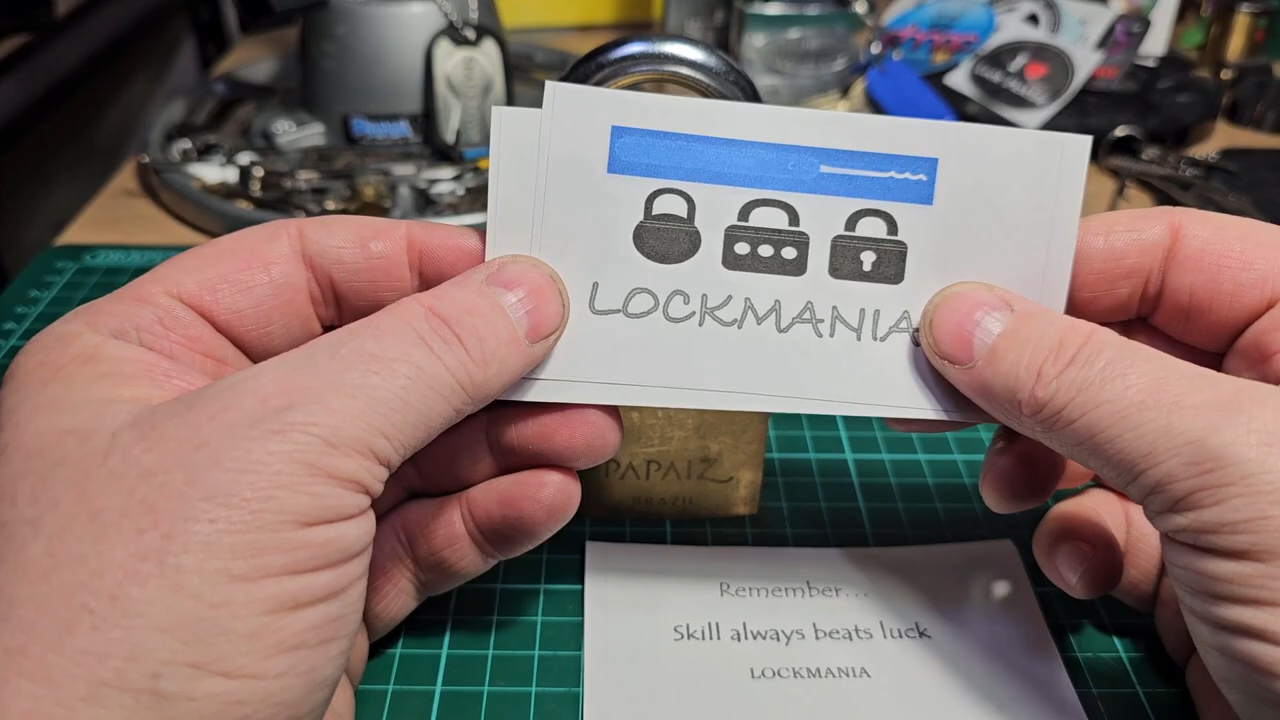 LOCKMANIA
PAPAIZ
BRAZIL
Remember...
Skill always beats luck
LOCKMANIA